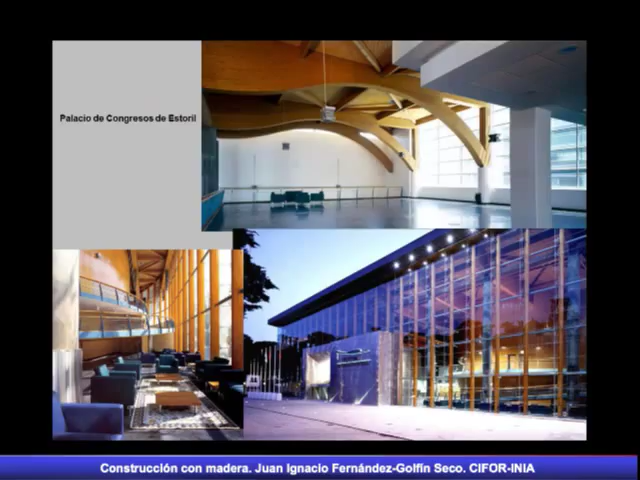 Palacio de Congresos de Estoril
Construcción con madera. Juan Ignacio Fernández-Golfín Seco. CIFOR-INIA